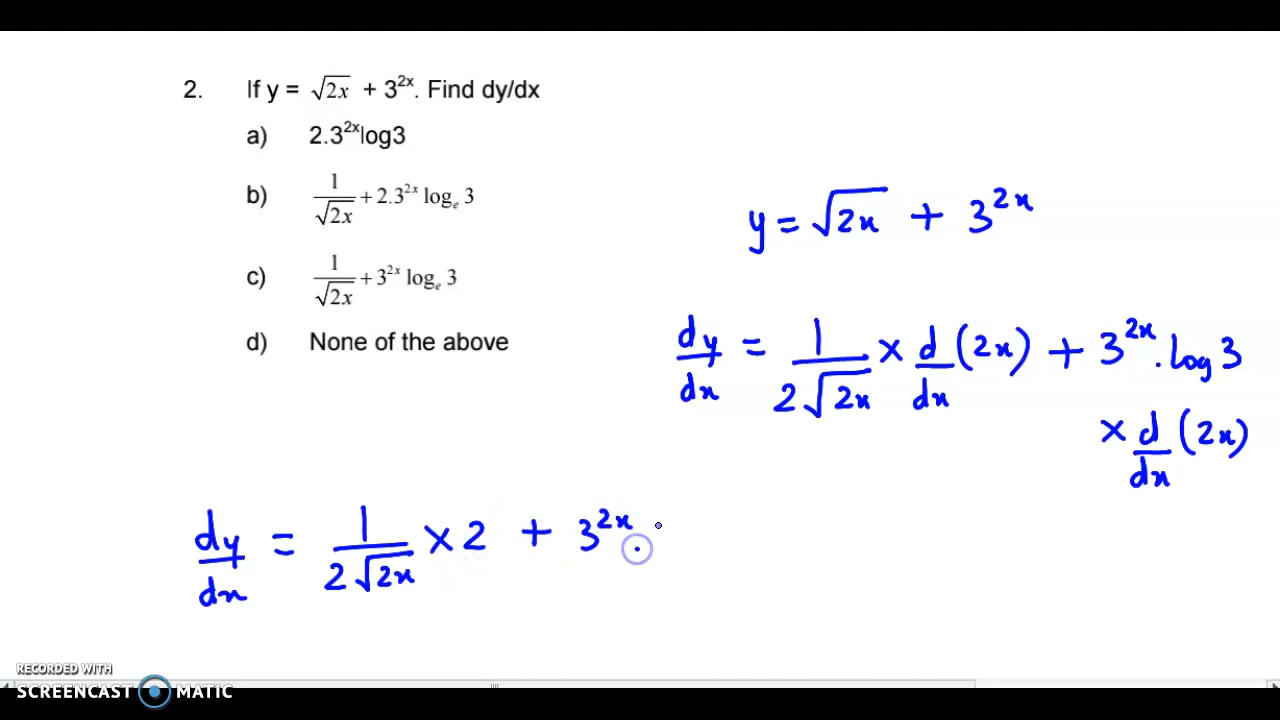 2. If y = √2x + 3^2x. Find dy/dx
a) 2.3^2xlog3
b) 1/√2x + 2.3^2x log_e 3
c) 1/√2x + 3^2x log_e 3
d) None of the above
y = √2x + 3^2x
dy/dx = 1/2√2x × d/dx (2x) + 3^2x . log 3
× d/dx (2x)
dy/dx = 1/2√2x × 2 + 3^2x .
RECORDED WITH
SCREENCAST MATIC